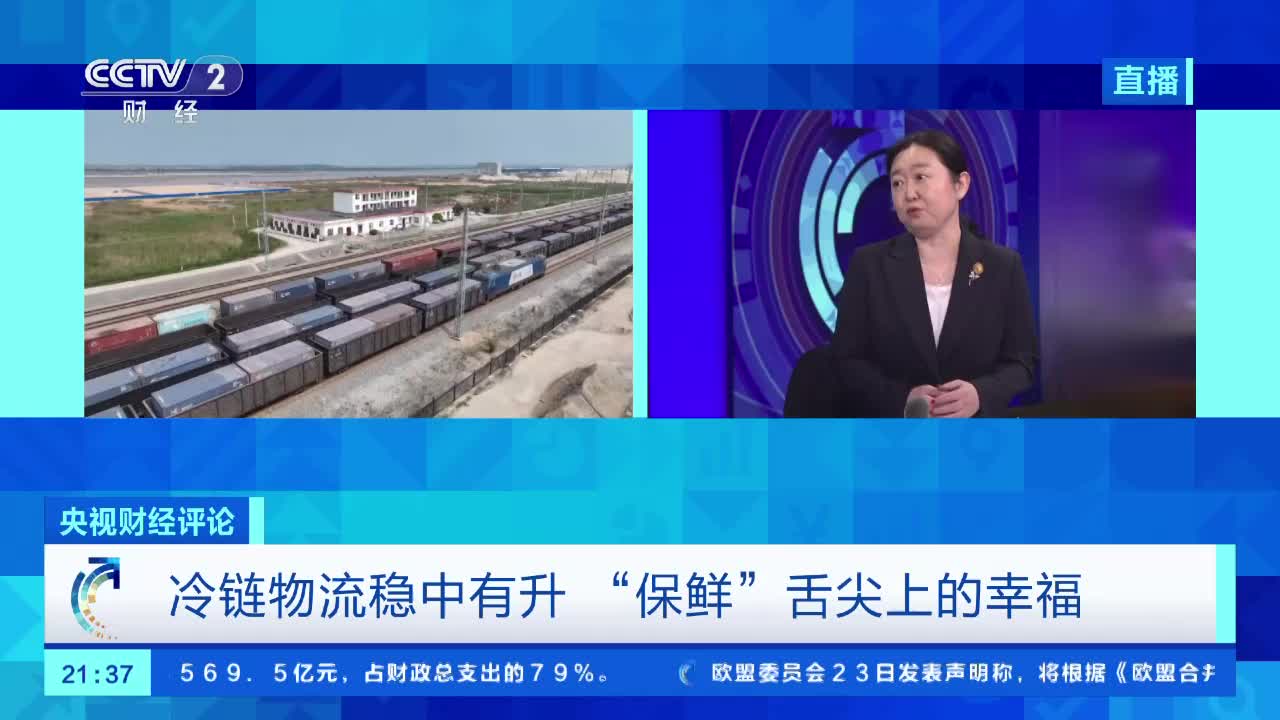 CCTV 2
财 经
直播
央视财经评论
冷链物流稳中有升 “保鲜”舌尖上的幸福
21:37
569．5亿元，占财政总支出的79%。 欧盟委员会23日发表声明称，将根据《欧盟合并